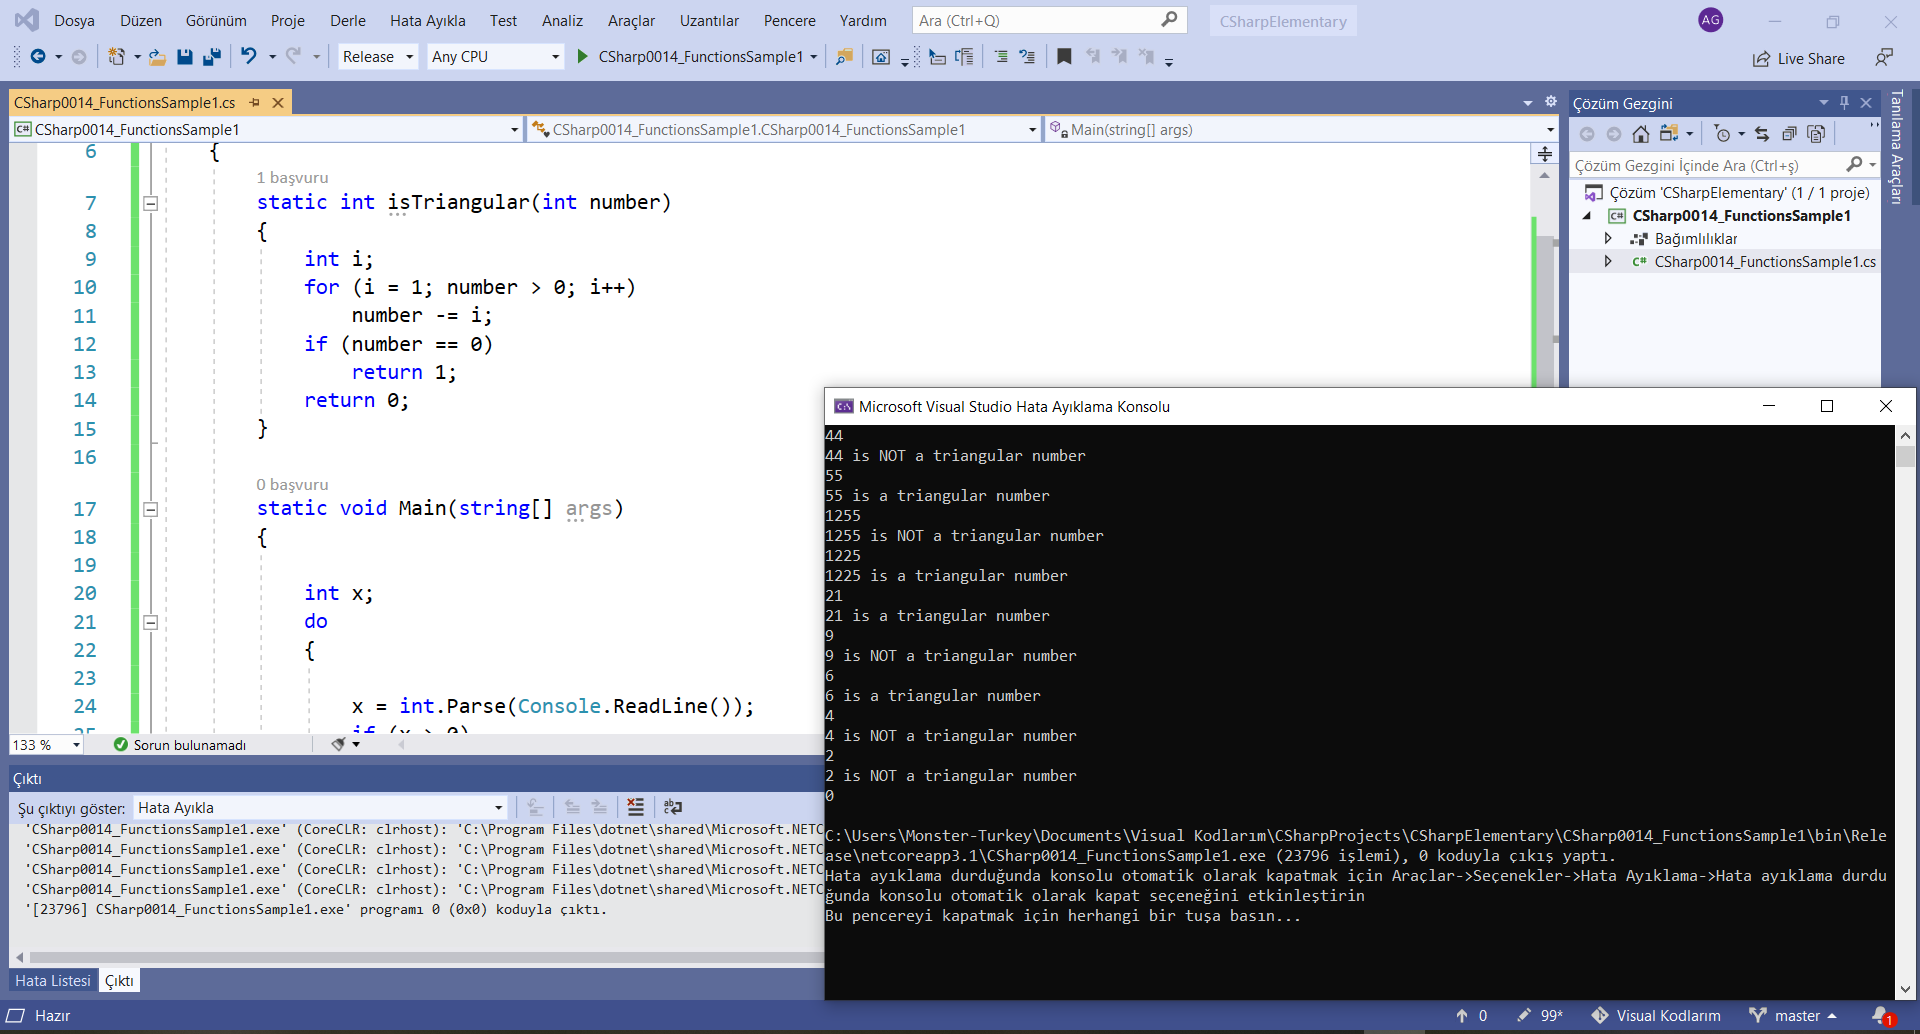 Dosya Düzen Görünüm Proje Derle Hata Ayıkla Test Analiz Araçlar Uzantılar Pencere Yardım Ara (Ctrl+Q) CSharpElementary AG
Release Any CPU CSharp0014_FunctionsSample1 Live Share
CSharp0014_FunctionsSample1.cs
C# CSharp0014_FunctionsSample1 CSharp0014_FunctionsSample1.CSharp0014_FunctionsSample1 Main(string[] args)
6 {
1 başvuru
7 static int isTriangular(int number)
8 {
9 int i;
10 for (i = 1; number > 0; i++)
11 number -= i;
12 if (number == 0)
13 return 1;
14 return 0;
15 }
16
0 başvuru
17 static void Main(string[] args)
18 {
19
20 int x;
21 do
22 {
23
24 x = int.Parse(Console.ReadLine());
25 if (x > 0)
133 % Sorun bulunamadı
Çıktı
Şu çıktıyı göster: Hata Ayıkla
'CSharp0014_FunctionsSample1.exe' (CoreCLR: clrhost): 'C:\Program Files\dotnet\shared\Microsoft.NETC
'CSharp0014_FunctionsSample1.exe' (CoreCLR: clrhost): 'C:\Program Files\dotnet\shared\Microsoft.NETC
'CSharp0014_FunctionsSample1.exe' (CoreCLR: clrhost): 'C:\Program Files\dotnet\shared\Microsoft.NETC
'CSharp0014_FunctionsSample1.exe' (CoreCLR: clrhost): 'C:\Program Files\dotnet\shared\Microsoft.NETC
'[23796] CSharp0014_FunctionsSample1.exe' programı 0 (0x0) koduyla çıktı.
Hata Listesi Çıktı
Çözüm Gezgini
Çözüm Gezgini İçinde Ara (Ctrl+ş)
Çözüm 'CSharpElementary' (1 / 1 proje)
C# CSharp0014_FunctionsSample1
Bağımlılıklar
C# CSharp0014_FunctionsSample1.cs
Tanılama Araçları
C:\ Microsoft Visual Studio Hata Ayıklama Konsolu
44
44 is NOT a triangular number
55
55 is a triangular number
1255
1255 is NOT a triangular number
1225
1225 is a triangular number
21
21 is a triangular number
9
9 is NOT a triangular number
6
6 is a triangular number
4
4 is NOT a triangular number
2
2 is NOT a triangular number
0
C:\Users\Monster-Turkey\Documents\Visual Kodlarım\CSharpProjects\CSharpElementary\CSharp0014_FunctionsSample1\bin\Rele
ase\netcoreapp3.1\CSharp0014_FunctionsSample1.exe (23796 işlemi), 0 koduyla çıkış yaptı.
Hata ayıklama durduğunda konsolu otomatik olarak kapatmak için Araçlar->Seçenekler->Hata Ayıklama->Hata ayıklama durdu
ğunda konsolu otomatik olarak kapat seçeneğini etkinleştirin
Bu pencereyi kapatmak için herhangi bir tuşa basın...
Hazır 0 99* Visual Kodlarım master 1